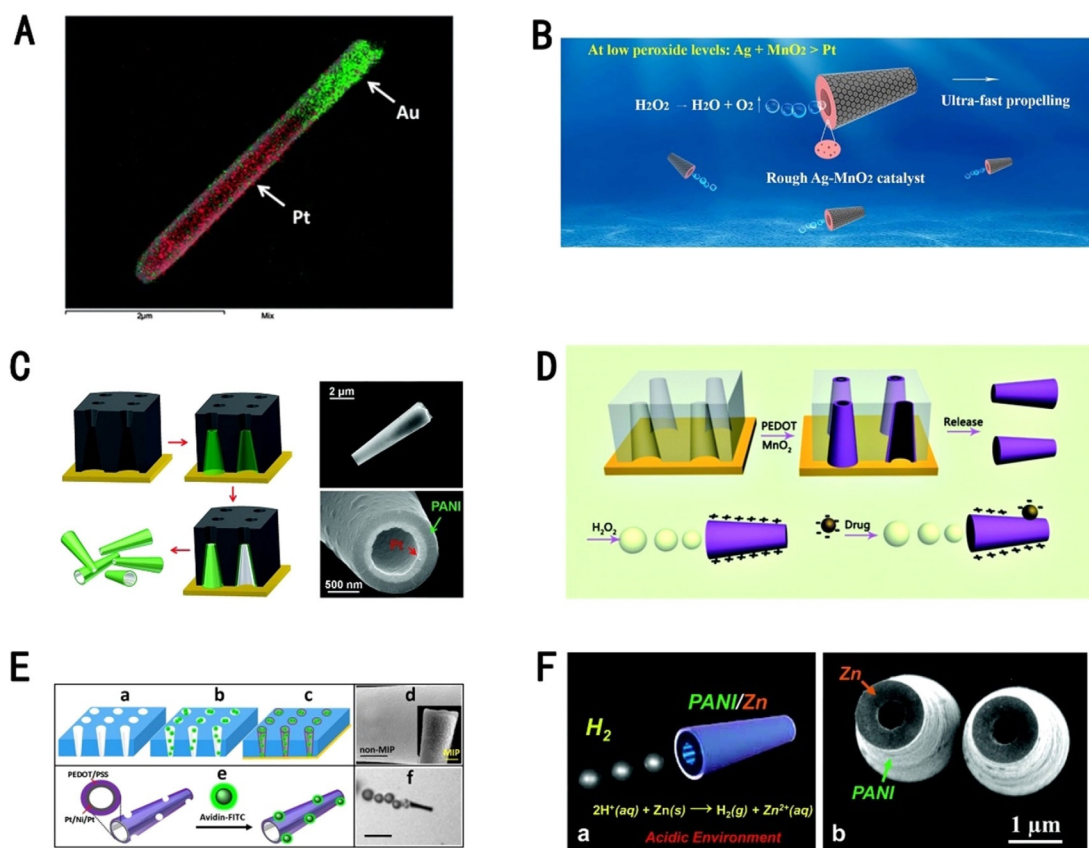 A
Au
Pt
2µm
Mix
B
At low peroxide levels: Ag + MnO₂ > Pt
H₂O₂ → H₂O + O₂ ↑
Ultra-fast propelling
Rough Ag-MnO₂ catalyst
C
2 µm
PANI
Pt
500 nm
D
PEDOT
MnO₂
Release
H₂O₂
Drug
E
a
b
c
d
non-MIP
MIP
PEDOT/PSS
Pt/Ni/Pt
e
Avidin-FITC
f
F
PANI/Zn
H₂
2H⁺(aq) + Zn(s) → H₂(g) + Zn²⁺(aq)
a
Acidic Environment
Zn
PANI
b
1 µm